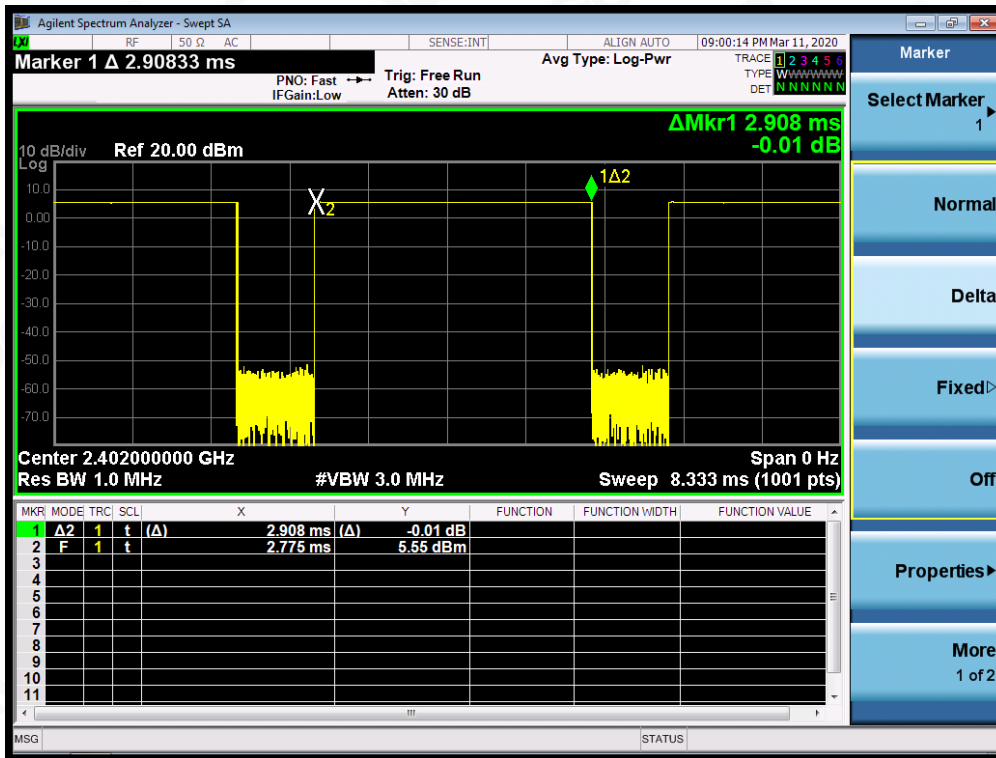 Agilent Spectrum Analyzer - Swept SA
LXI RF 50 Ω AC SENSE:INT ALIGN AUTO 09:00:14 PM Mar 11, 2020
Marker 1 Δ 2.90833 ms
PNO: Fast
IFGain:Low
Trig: Free Run
Atten: 30 dB
Avg Type: Log-Pwr
TRACE 1 2 3 4 5 6
TYPE WWWWWW
DET N N N N N N
ΔMkr1 2.908 ms
-0.01 dB
10 dB/div Ref 20.00 dBm
Log
10.0
0.00
-10.0
-20.0
-30.0
-40.0
-50.0
-60.0
-70.0
X2
1Δ2
Center 2.402000000 GHz Span 0 Hz
Res BW 1.0 MHz #VBW 3.0 MHz Sweep 8.333 ms (1001 pts)
MKR MODE TRC SCL X Y FUNCTION FUNCTION WIDTH FUNCTION VALUE
1 Δ2 1 t (Δ) 2.908 ms (Δ) -0.01 dB
2 F 1 t 2.775 ms 5.55 dBm
3
4
5
6
7
8
9
10
11
MSG STATUS
Marker
Select Marker
1
Normal
Delta
Fixed
Off
Properties
More
1 of 2